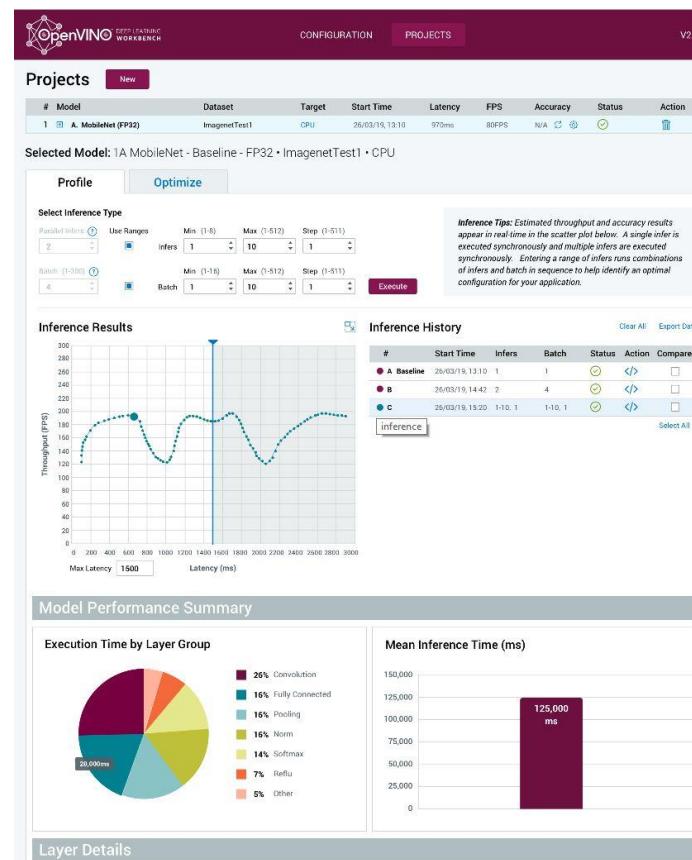 OpenVINO DEEP LEARNING WORKBENCH CONFIGURATION PROJECTS V2
Projects New
# Model Dataset Target Start Time Latency FPS Accuracy Status Action
1 A. MobileNet (FP32) ImagenetTest1 CPU 26/03/19, 13:10 970ms 80FPS N/A
Selected Model: 1A MobileNet - Baseline - FP32 • ImagenetTest1 • CPU
Profile Optimize
Select Inference Type
Parallel Infers ? Use Ranges Min (1-8) Max (1-512) Step (1-511)
2 Infers 1 10 1
Batch (1-200) ? Min (1-16) Max (1-512) Step (1-511)
4 Batch 1 10 1 Execute
Inference Tips: Estimated throughput and accuracy results
appear in real-time in the scatter plot below. A single infer is
executed synchronously and multiple infers are executed
synchronously. Entering a range of infers runs combinations
of infers and batch in sequence to help identify an optimal
configuration for your application.
Inference Results
300
280
260
240
220
200
180
160
140
120
100
80
60
40
20
0
Throughput (FPS)
0 200 400 600 800 1000 1200 1400 1600 1800 2000 2200 2400 2600 2800 3000
Max Latency 1500 Latency (ms)
Inference History Clear All Export Dat
# Start Time Infers Batch Status Action Compare
A Baseline 26/03/19, 13:10 1 1 </>
B 26/03/19, 14:42 2 4 </>
C 26/03/19, 15:20 1-10, 1 1-10, 1 </>
inference Select All
Model Performance Summary
Execution Time by Layer Group
20,000ms
26% Convolution
16% Fully Connected
16% Pooling
16% Norm
14% Softmax
7% Reflu
5% Other
Mean Inference Time (ms)
150,000
125,000
100,000
75,000
50,000
25,000
0
125,000
ms
Layer Details